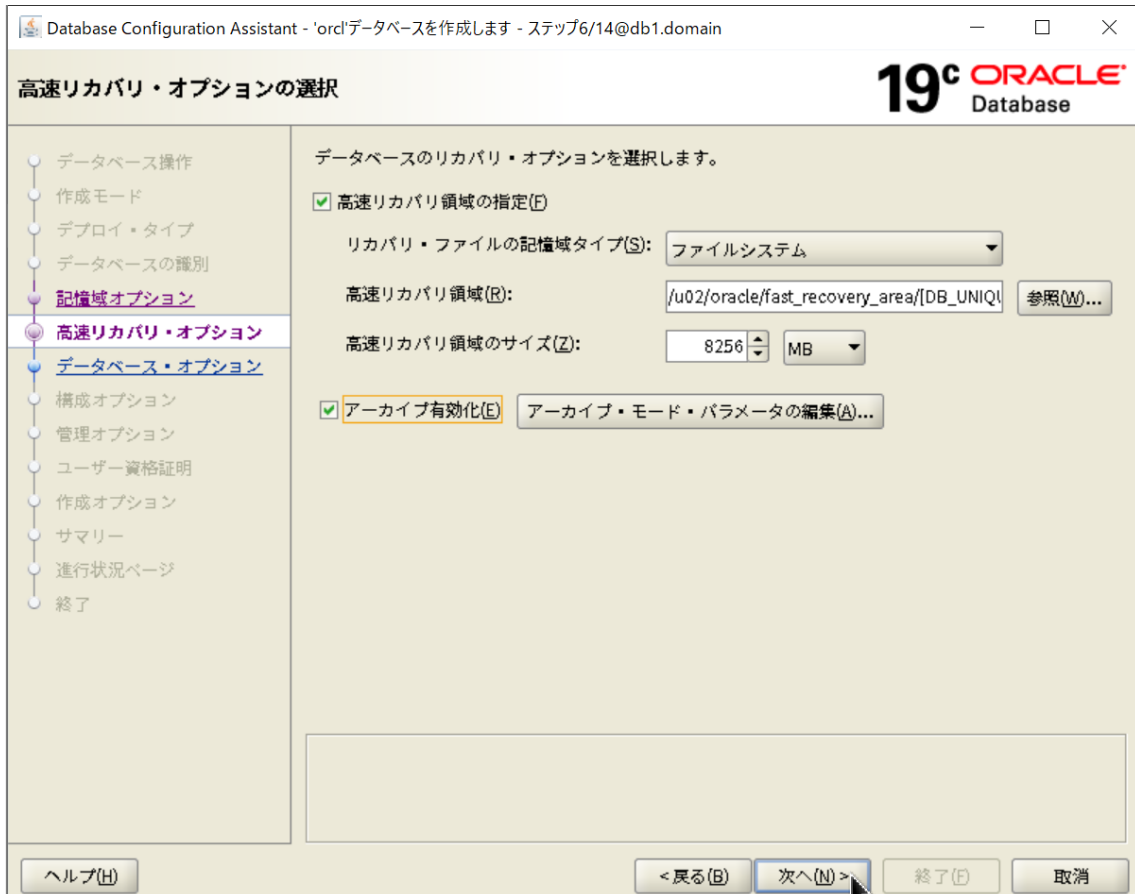 Database Configuration Assistant - 'orcl'データベースを作成します - ステップ6/14@db1.domain
高速リカバリ・オプションの選択
19c ORACLE
Database
データベース操作
作成モード
デプロイ・タイプ
データベースの識別
記憶域オプション
高速リカバリ・オプション
データベース・オプション
構成オプション
管理オプション
ユーザー資格証明
作成オプション
サマリー
進行状況ページ
終了
データベースのリカバリ・オプションを選択します。
高速リカバリ領域の指定(F)
リカバリ・ファイルの記憶域タイプ(S): ファイルシステム
高速リカバリ領域(R): /u02/oracle/fast_recovery_area/[DB_UNIQU 参照(W)...
高速リカバリ領域のサイズ(Z): 8256 MB
アーカイブ有効化(E) アーカイブ・モード・パラメータの編集(A)...
ヘルプ(H) <戻る(B) 次へ(N)> 終了(F) 取消